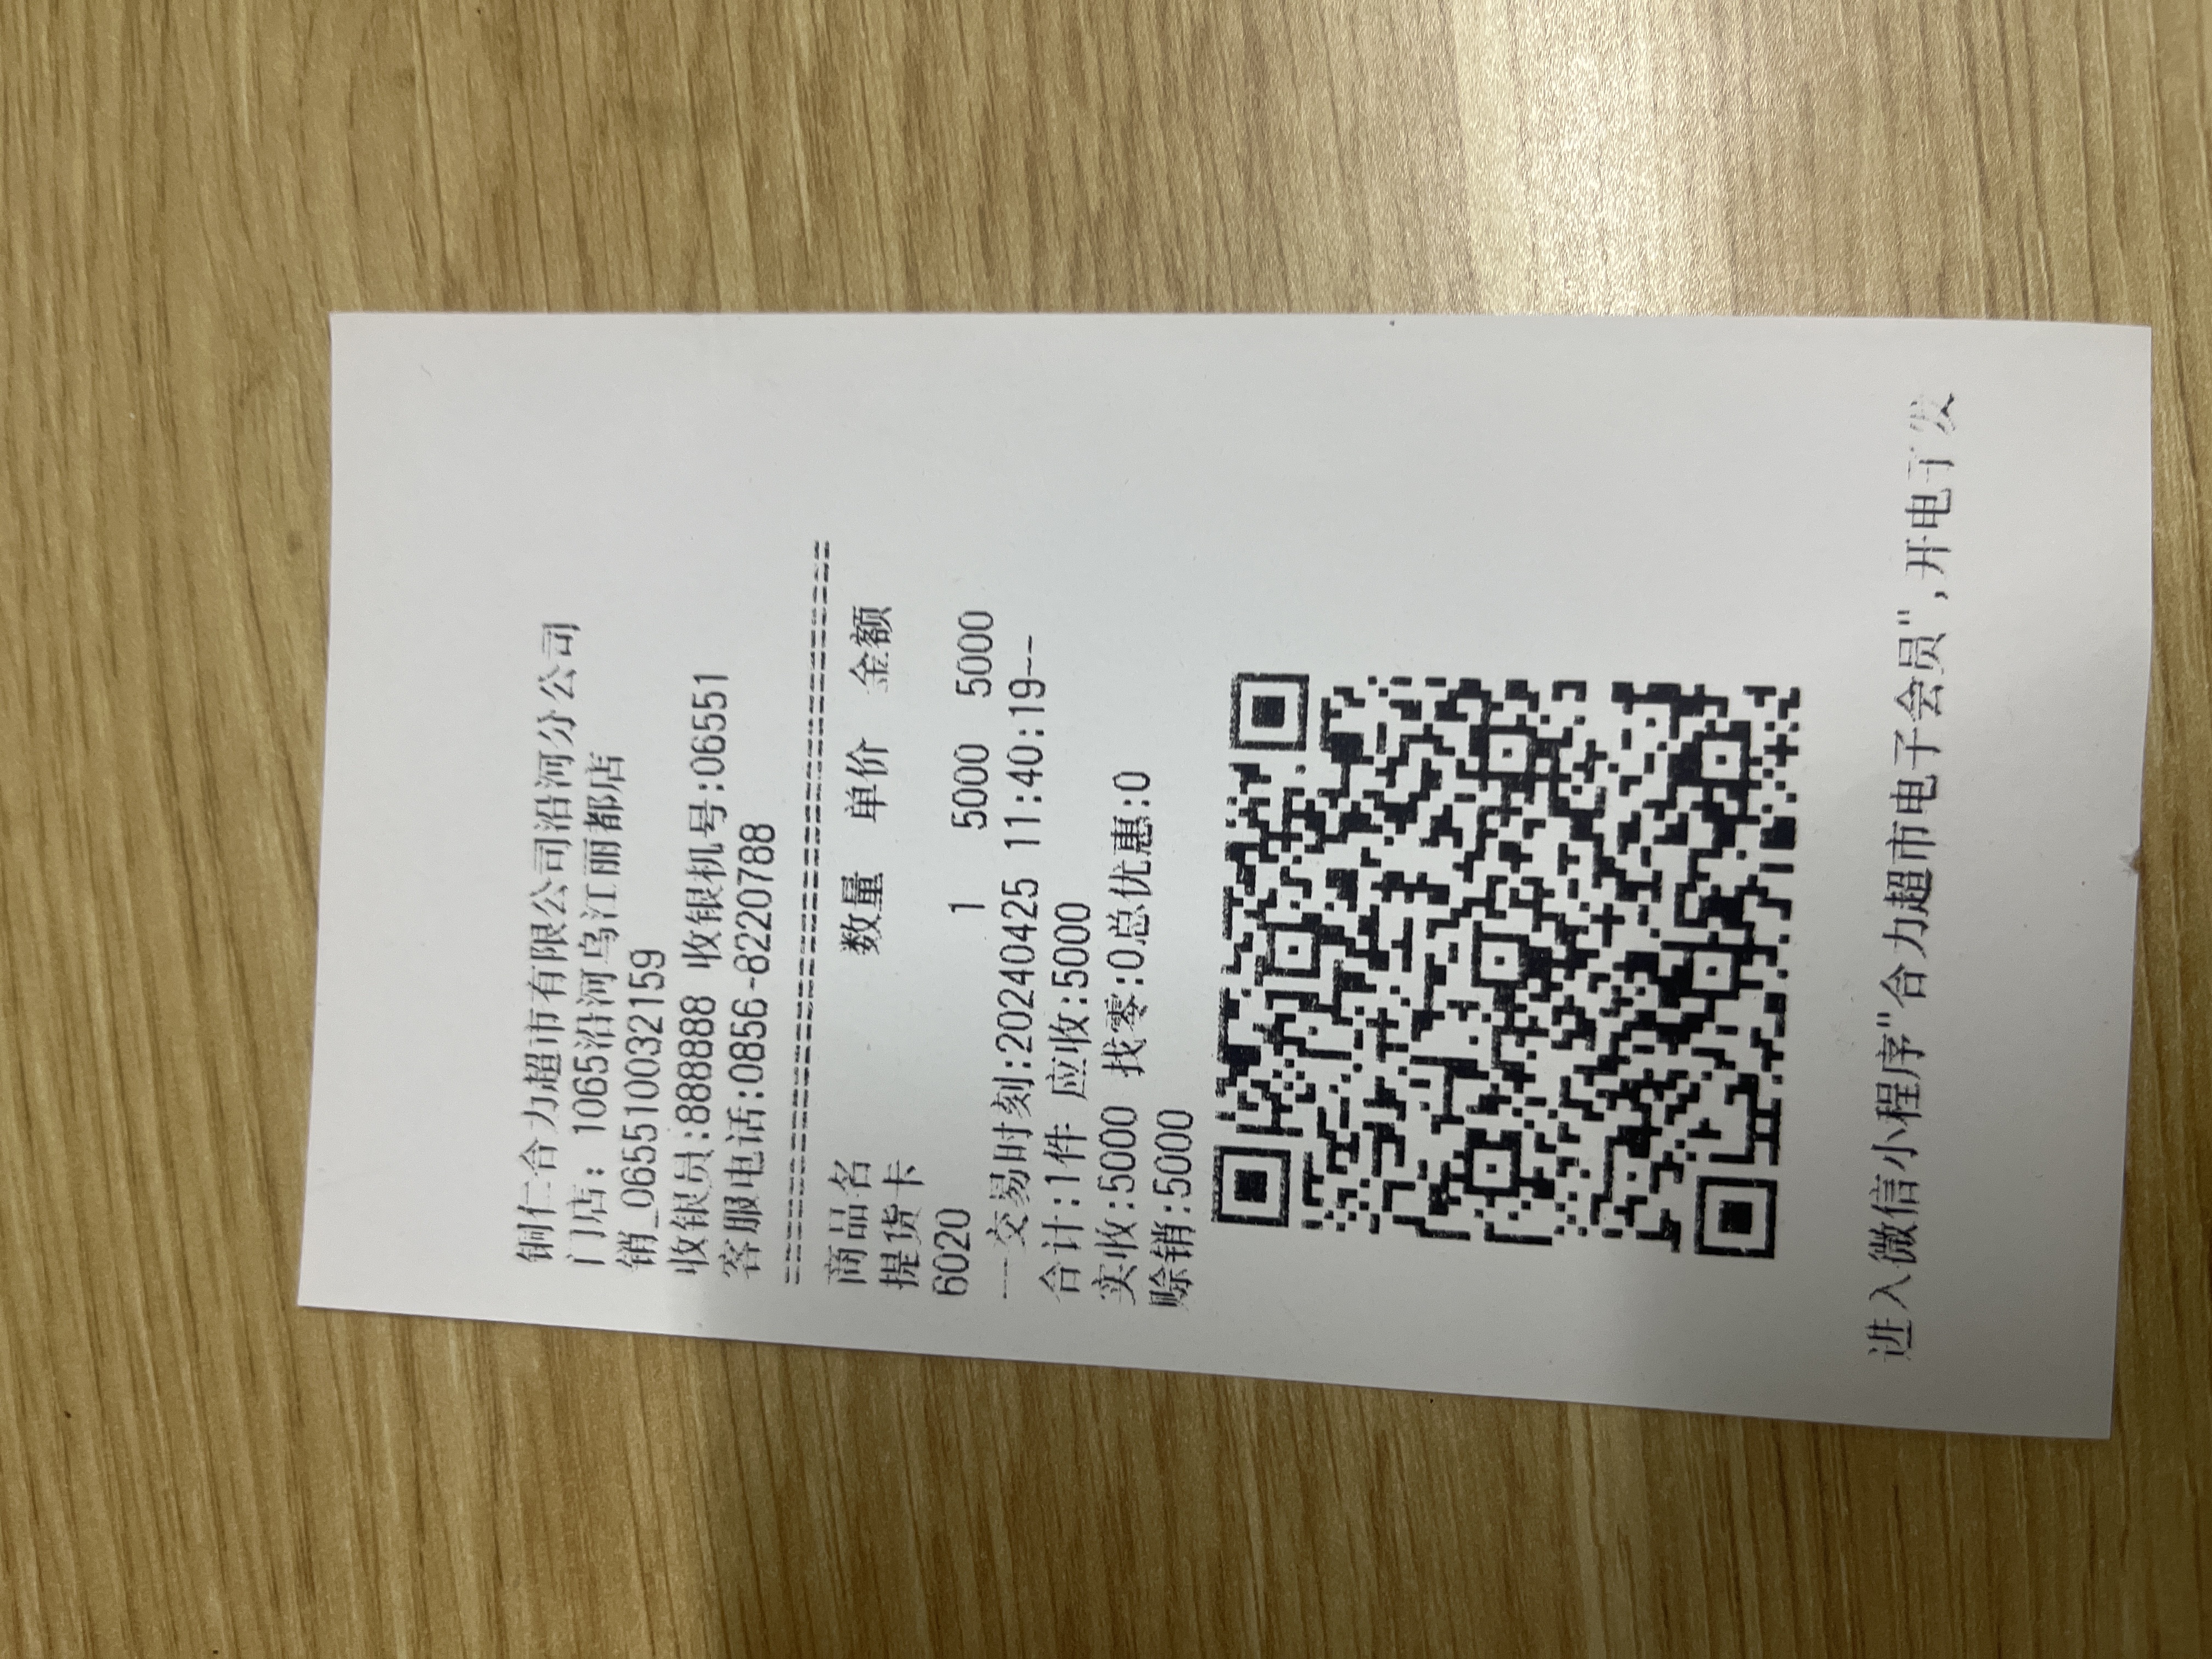 铜仁合力超市有限公司沿河分公司
门店: 1065沿河乌江丽都店
销_065510032159
收银员:888888 收银机号:06551
客服电话:0856-8220788
========================================
商品名 数量 单价 金额
提货卡
6020 1 5000 5000
——交易时刻:20240425 11:40:19--
合计:1件 应收:5000
实收:5000 找零:0总优惠:0
赊销:5000
进入微信小程序"合力超市电子会员",开电子发